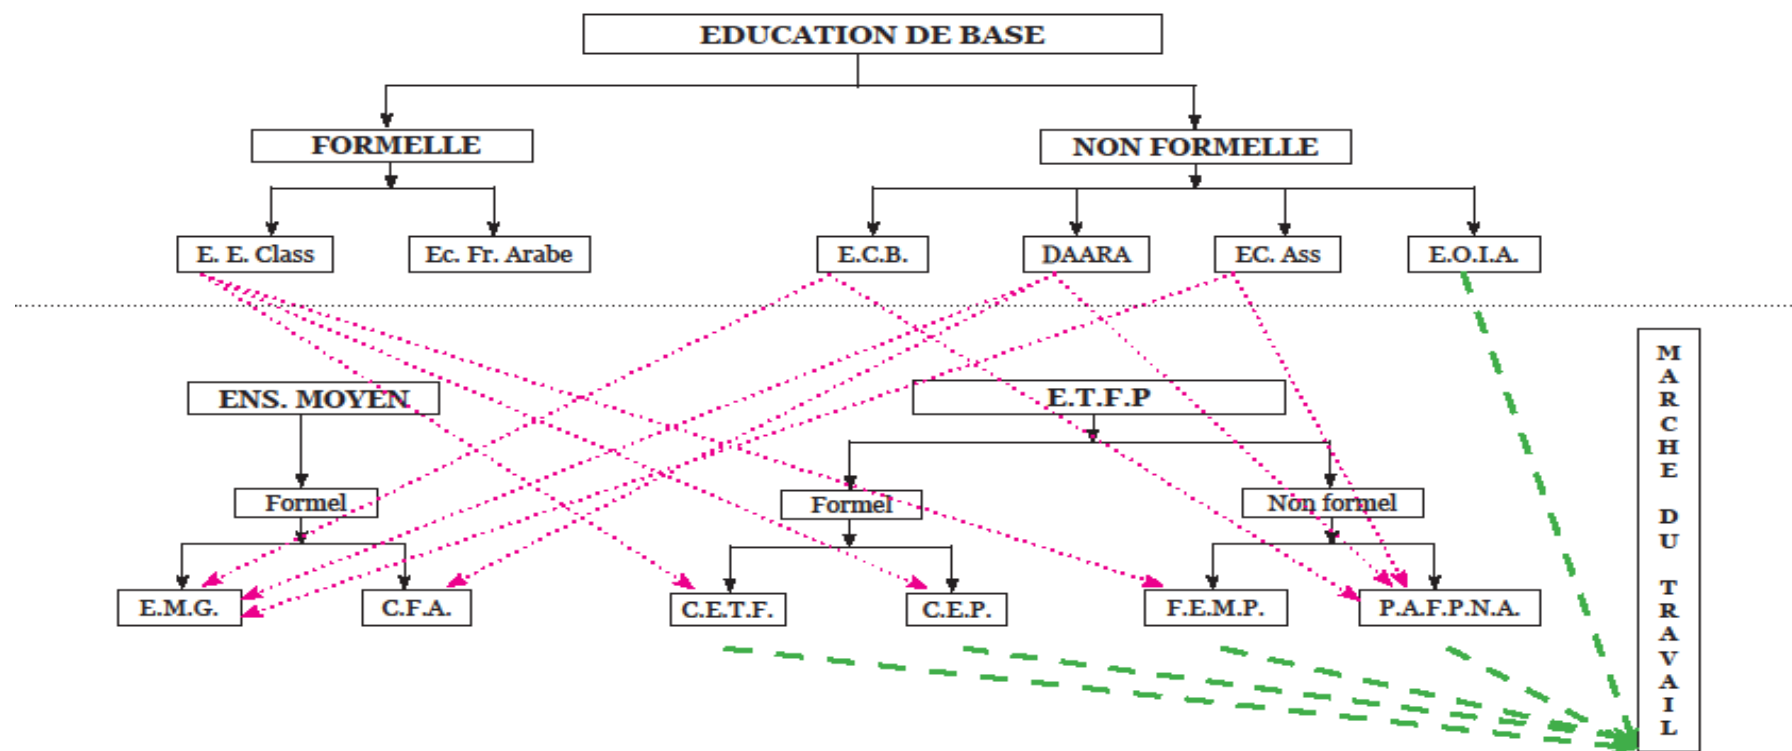 EDUCATION DE BASE
FORMELLE
NON FORMELLE
E. E. Class
Ec. Fr. Arabe
E.C.B.
DAARA
EC. Ass
E.O.I.A.
ENS. MOYEN
E.T.F.P
Formel
Formel
Non formel
E.M.G.
C.F.A.
C.E.T.F.
C.E.P.
F.E.M.P.
P.A.F.P.N.A.
MARCHE DU TRAVAIL